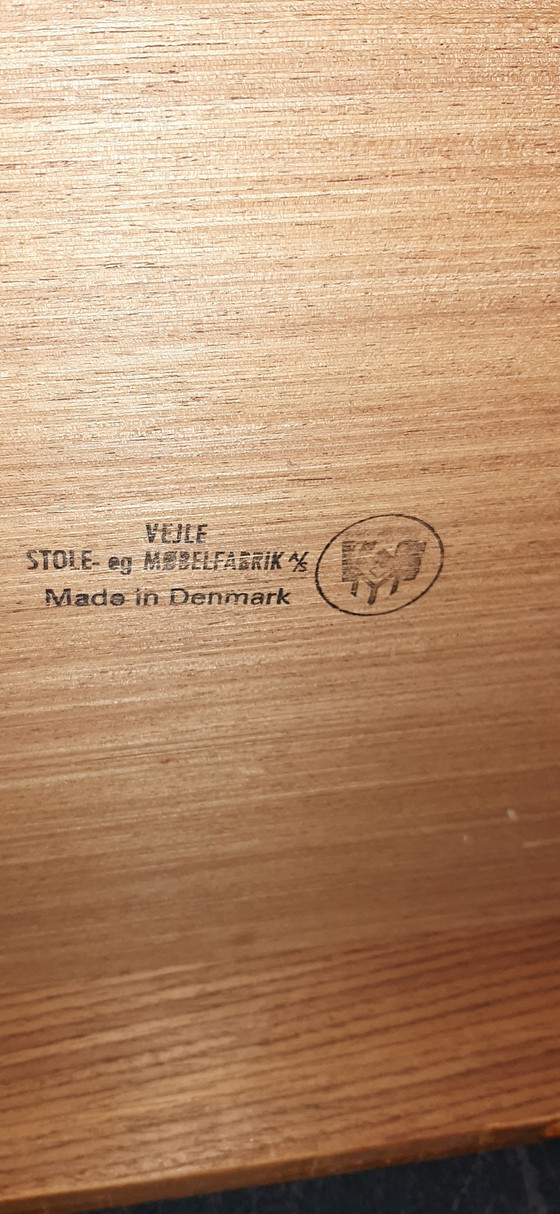 VEJLE
STOLE- og MØBELFABRIK A/S
Made in Denmark